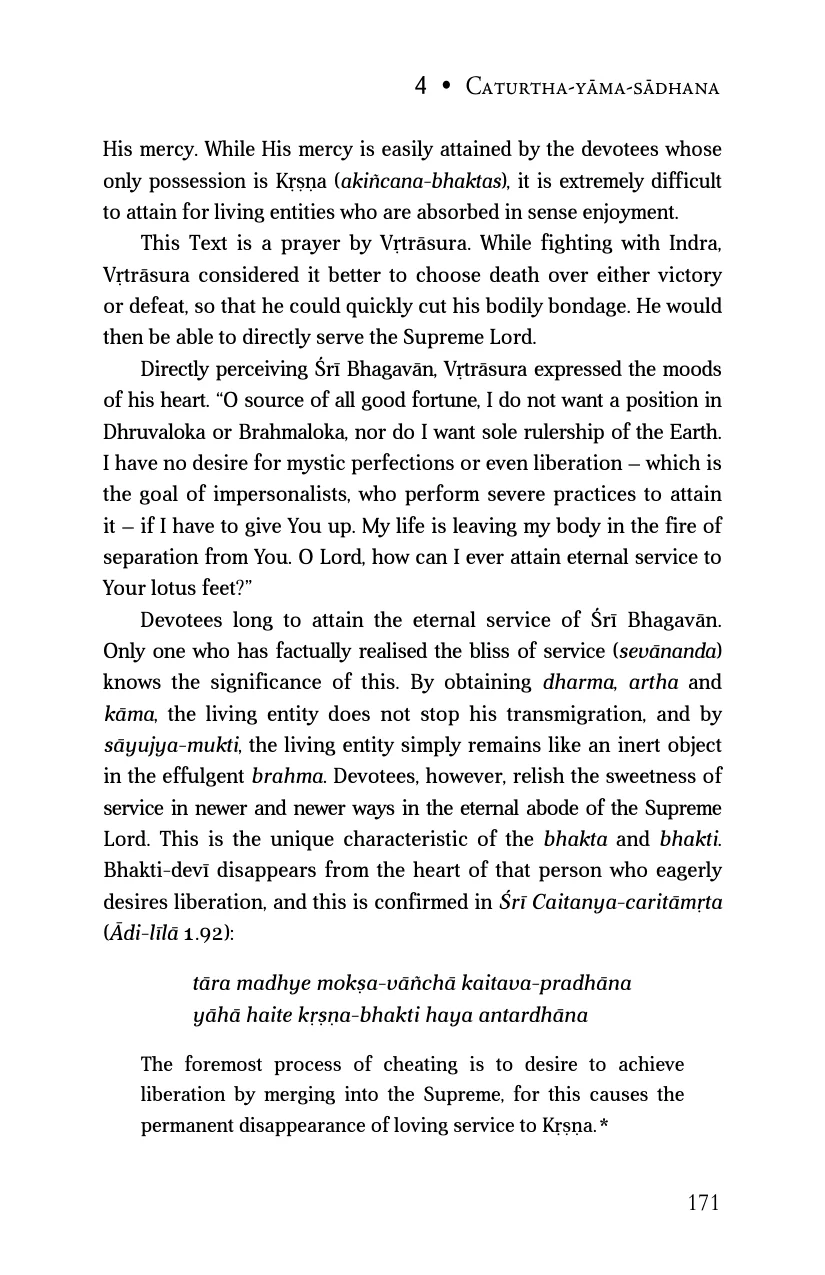 4 • Caturtha-yāma-sādhana
His mercy. While His mercy is easily attained by the devotees whose
only possession is Kṛṣṇa (akiñcana-bhaktas), it is extremely difficult
to attain for living entities who are absorbed in sense enjoyment.
This Text is a prayer by Vṛtrāsura. While fighting with Indra,
Vṛtrāsura considered it better to choose death over either victory
or defeat, so that he could quickly cut his bodily bondage. He would
then be able to directly serve the Supreme Lord.
Directly perceiving Śrī Bhagavān, Vṛtrāsura expressed the moods
of his heart. “O source of all good fortune, I do not want a position in
Dhruvaloka or Brahmaloka, nor do I want sole rulership of the Earth.
I have no desire for mystic perfections or even liberation – which is
the goal of impersonalists, who perform severe practices to attain
it – if I have to give You up. My life is leaving my body in the fire of
separation from You. O Lord, how can I ever attain eternal service to
Your lotus feet?”
Devotees long to attain the eternal service of Śrī Bhagavān.
Only one who has factually realised the bliss of service (sevānanda)
knows the significance of this. By obtaining dharma, artha and
kāma, the living entity does not stop his transmigration, and by
sāyujya-mukti, the living entity simply remains like an inert object
in the effulgent brahma. Devotees, however, relish the sweetness of
service in newer and newer ways in the eternal abode of the Supreme
Lord. This is the unique characteristic of the bhakta and bhakti.
Bhakti-devī disappears from the heart of that person who eagerly
desires liberation, and this is confirmed in Śrī Caitanya-caritāmṛta
(Ādi-līlā 1.92):
tāra madhye mokṣa-vāñchā kaitava-pradhāna
yāhā haite kṛṣṇa-bhakti haya antardhāna
The foremost process of cheating is to desire to achieve
liberation by merging into the Supreme, for this causes the
permanent disappearance of loving service to Kṛṣṇa.*
171